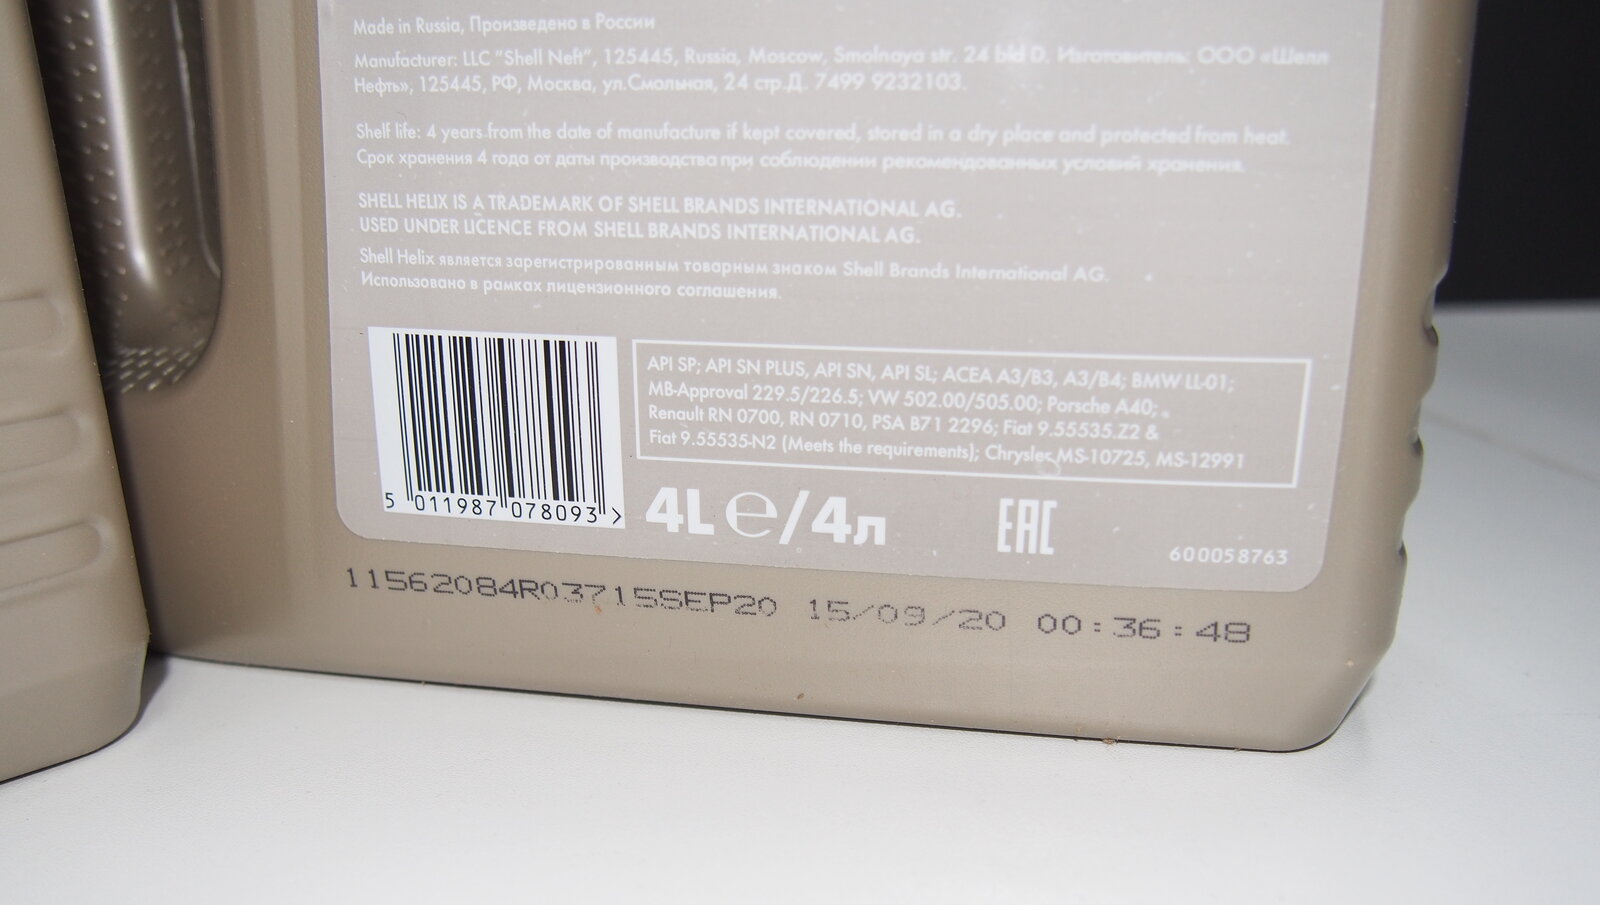 Made in Russia, Произведено в России
Manufacturer: LLC "Shell Neft", 125445, Russia, Moscow, Smolnaya str. 24 bld D. Изготовитель: ООО «Шелл
Нефть», 125445, РФ, Москва, ул.Смольная, 24 стр.Д. 7499 9232103.
Shelf life: 4 years from the date of manufacture if kept covered, stored in a dry place and protected from heat.
Срок хранения 4 года от даты производства при соблюдении рекомендованных условий хранения.
SHELL HELIX IS A TRADEMARK OF SHELL BRANDS INTERNATIONAL AG.
USED UNDER LICENCE FROM SHELL BRANDS INTERNATIONAL AG.
Shell Helix является зарегистрированным товарным знаком Shell Brands International AG.
Использовано в рамках лицензионного соглашения.
API SP; API SN PLUS, API SN, API SL; ACEA A3/B3, A3/B4; BMW LL-01;
MB-Approval 229.5/226.5; VW 502.00/505.00; Porsche A40;
Renault RN 0700, RN 0710, PSA B71 2296; Fiat 9.55535.Z2 &
Fiat 9.55535-N2 (Meets the requirements); Chrysler MS-10725, MS-12991
5 011987 078093 >
4L ℮/4л
EAC
600058763
11562084R03715SEP20 15/09/20 00:36:48